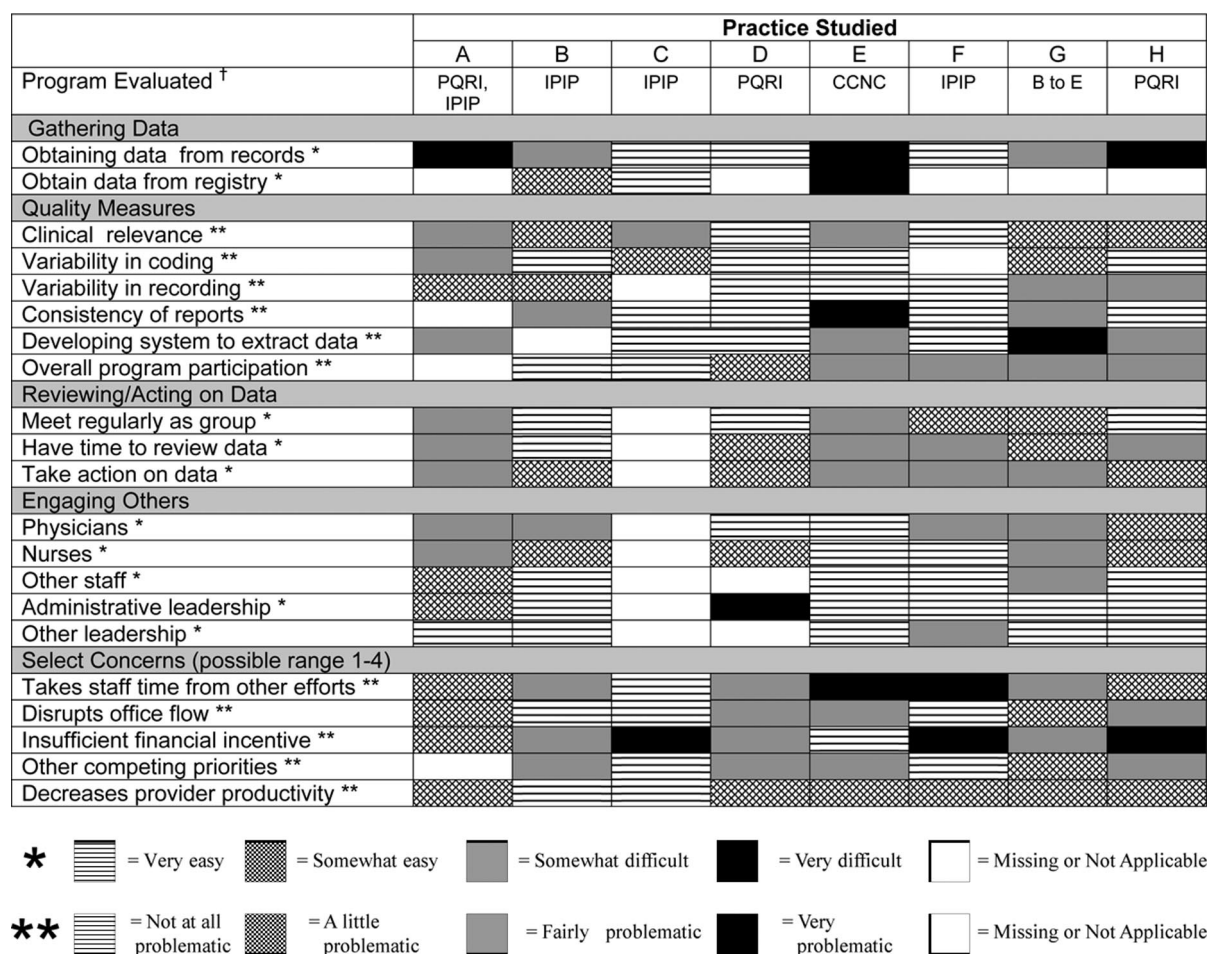 Practice Studied
A B C D E F G H
Program Evaluated † PQRI, IPIP IPIP IPIP PQRI CCNC IPIP B to E PQRI
Gathering Data
Obtaining data from records *
Obtain data from registry *
Quality Measures
Clinical relevance **
Variability in coding **
Variability in recording **
Consistency of reports **
Developing system to extract data **
Overall program participation **
Reviewing/Acting on Data
Meet regularly as group *
Have time to review data *
Take action on data *
Engaging Others
Physicians *
Nurses *
Other staff *
Administrative leadership *
Other leadership *
Select Concerns (possible range 1-4)
Takes staff time from other efforts **
Disrupts office flow **
Insufficient financial incentive **
Other competing priorities **
Decreases provider productivity **
* = Very easy = Somewhat easy = Somewhat difficult = Very difficult = Missing or Not Applicable
** = Not at all problematic = A little problematic = Fairly problematic = Very problematic = Missing or Not Applicable